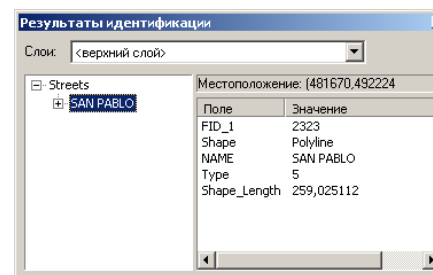 Результаты идентификации
Слои: <верхний слой>
Streets
SAN PABLO
Местоположение: (481670,492224
Поле Значение
FID_1 2323
Shape Polyline
NAME SAN PABLO
Type 5
Shape_Length 259,025112